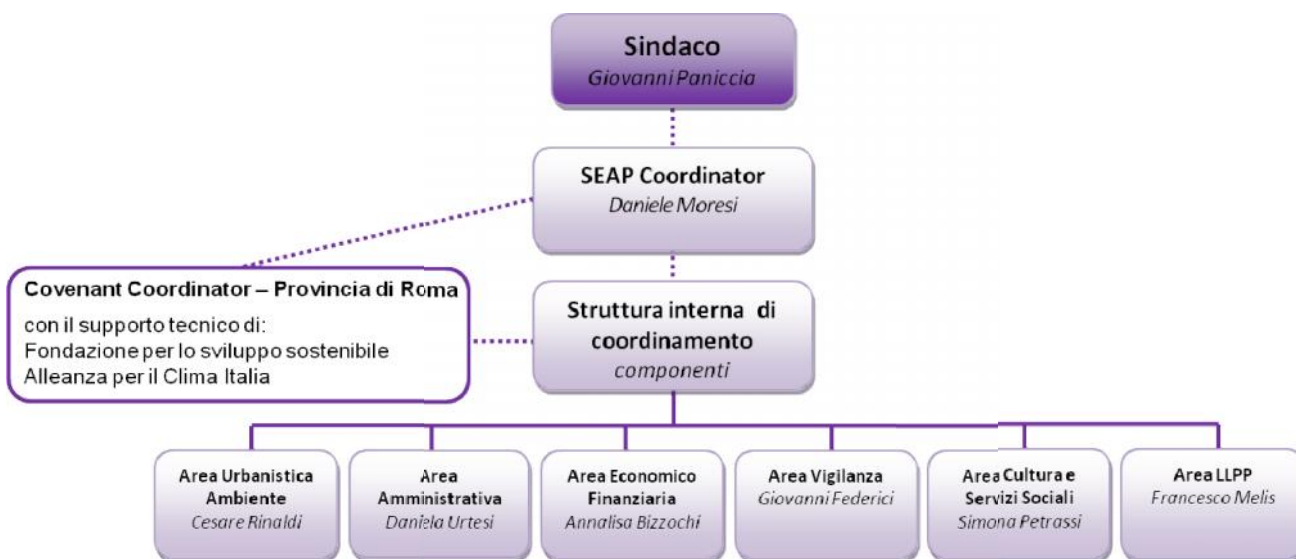 Sindaco
Giovanni Paniccia
SEAP Coordinator
Daniele Moresi
Covenant Coordinator – Provincia di Roma
con il supporto tecnico di:
Fondazione per lo sviluppo sostenibile
Alleanza per il Clima Italia
Struttura interna di
coordinamento
componenti
Area Urbanistica
Ambiente
Cesare Rinaldi
Area
Amministrativa
Daniela Urtesi
Area Economico
Finanziaria
Annalisa Bizzochi
Area Vigilanza
Giovanni Federici
Area Cultura e
Servizi Sociali
Simona Petrassi
Area LLPP
Francesco Melis